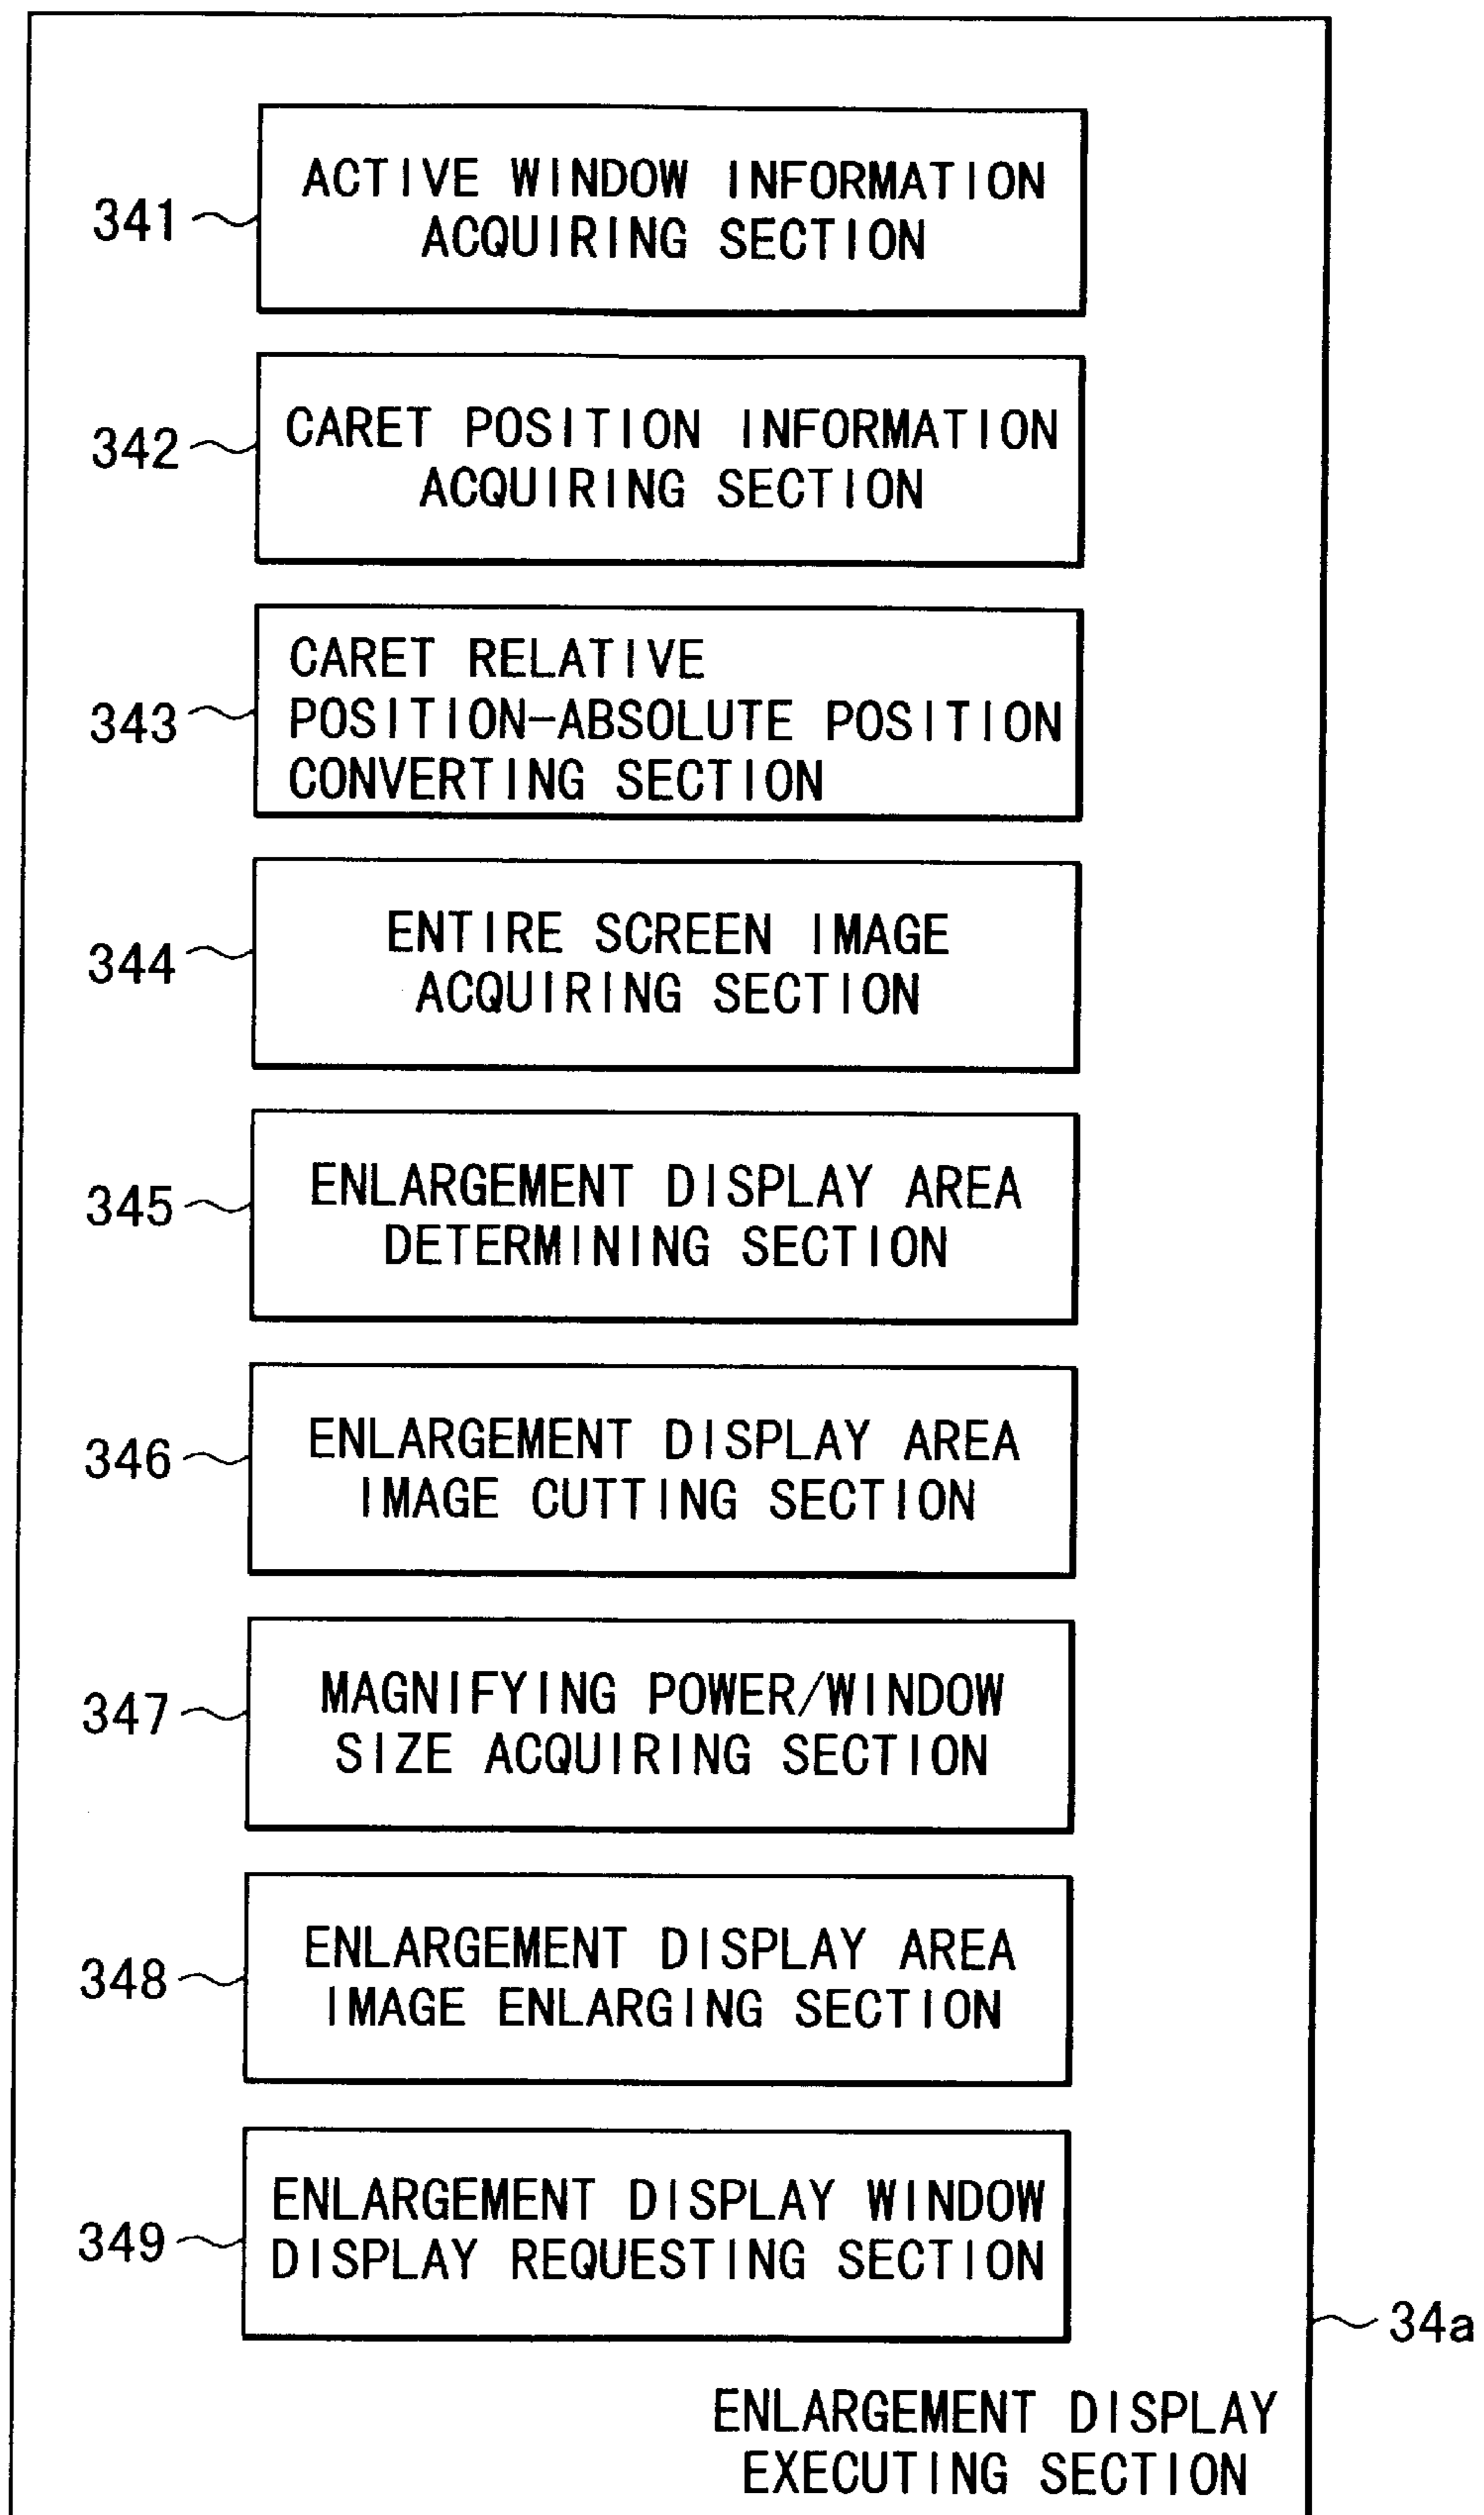 ACTIVE WINDOW INFORMATION
ACQUIRING SECTION
341
CARET POSITION INFORMATION
ACQUIRING SECTION
342
CARET RELATIVE
POSITION-ABSOLUTE POSITION
CONVERTING SECTION
343
ENTIRE SCREEN IMAGE
ACQUIRING SECTION
344
ENLARGEMENT DISPLAY AREA
DETERMINING SECTION
345
ENLARGEMENT DISPLAY AREA
IMAGE CUTTING SECTION
346
MAGNIFYING POWER/WINDOW
SIZE ACQUIRING SECTION
347
ENLARGEMENT DISPLAY AREA
IMAGE ENLARGING SECTION
348
ENLARGEMENT DISPLAY WINDOW
DISPLAY REQUESTING SECTION
349
34a
ENLARGEMENT DISPLAY
EXECUTING SECTION